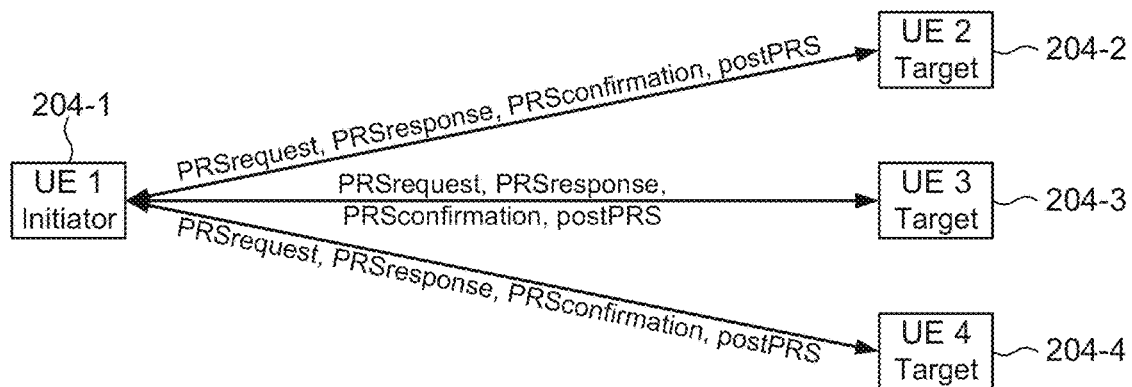 204-1
UE 1
Initiator
PRSrequest, PRSresponse, PRSconfirmation, postPRS
UE 2
Target
204-2
PRSrequest, PRSresponse,
PRSconfirmation, postPRS
UE 3
Target
204-3
PRSrequest, PRSresponse, PRSconfirmation, postPRS
UE 4
Target
204-4